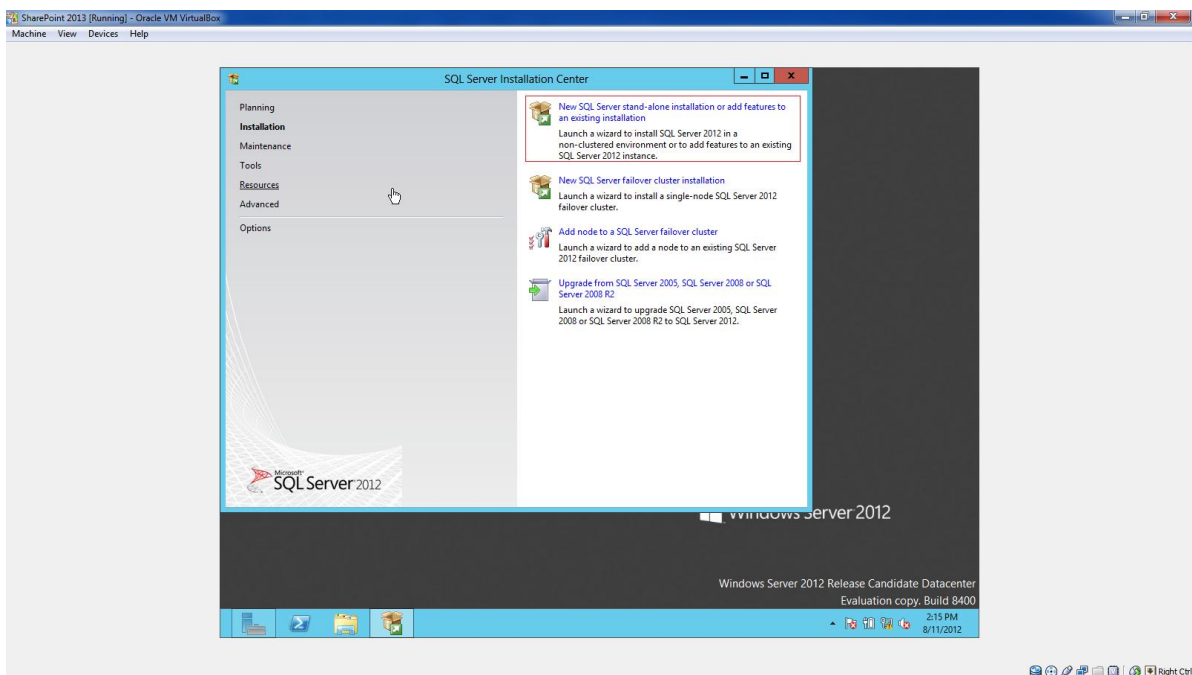 SharePoint 2013 [Running] - Oracle VM VirtualBox
Machine View Devices Help
SQL Server Installation Center
Planning
Installation
Maintenance
Tools
Resources
Advanced
Options
New SQL Server stand-alone installation or add features to
an existing installation
Launch a wizard to install SQL Server 2012 in a
non-clustered environment or to add features to an existing
SQL Server 2012 instance.
New SQL Server failover cluster installation
Launch a wizard to install a single-node SQL Server 2012
failover cluster.
Add node to a SQL Server failover cluster
Launch a wizard to add a node to an existing SQL Server
2012 failover cluster.
Upgrade from SQL Server 2005, SQL Server 2008 or SQL
Server 2008 R2
Launch a wizard to upgrade SQL Server 2005, SQL Server
2008 or SQL Server 2008 R2 to SQL Server 2012.
Microsoft
SQL Server 2012
Windows Server 2012
Windows Server 2012 Release Candidate Datacenter
Evaluation copy. Build 8400
2:15 PM
8/11/2012
Right Ctrl